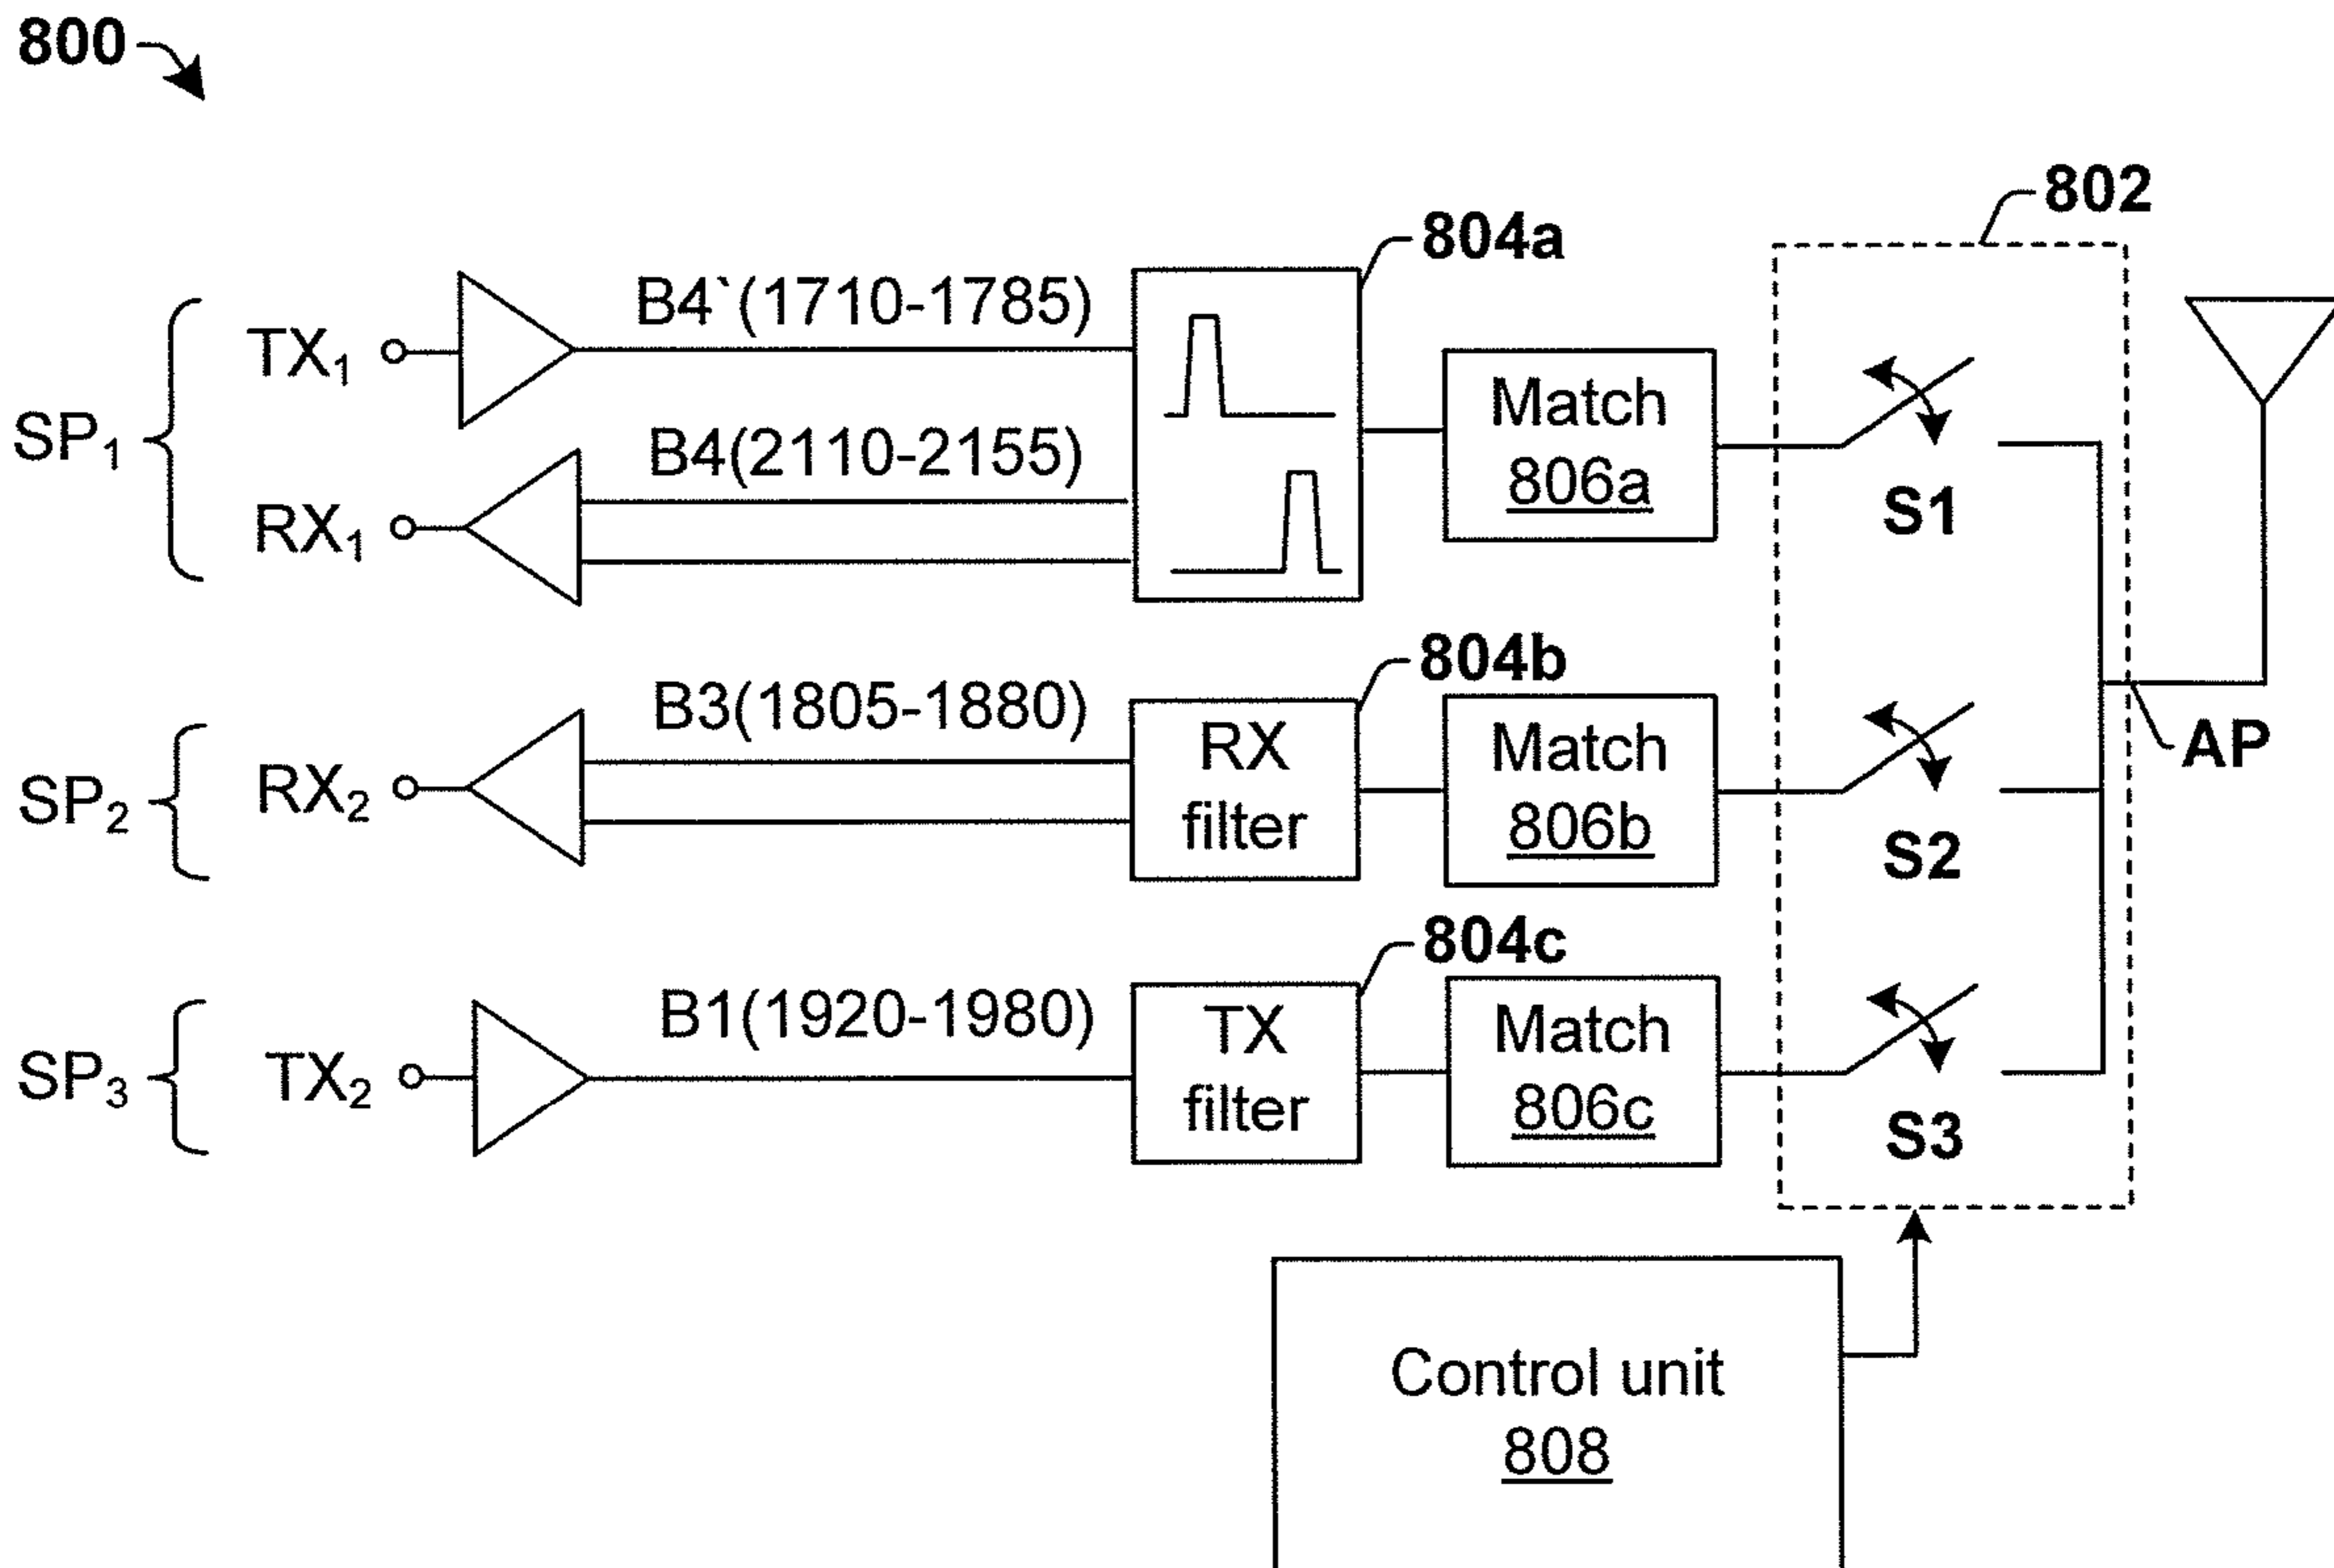 800
802
804a
B4`(1710-1785)
TX1
SP1
B4(2110-2155)
RX1
Match
806a
S1
804b
B3(1805-1880)
RX
filter
SP2
RX2
Match
806b
S2
AP
804c
B1(1920-1980)
TX
filter
SP3
TX2
Match
806c
S3
Control unit
808